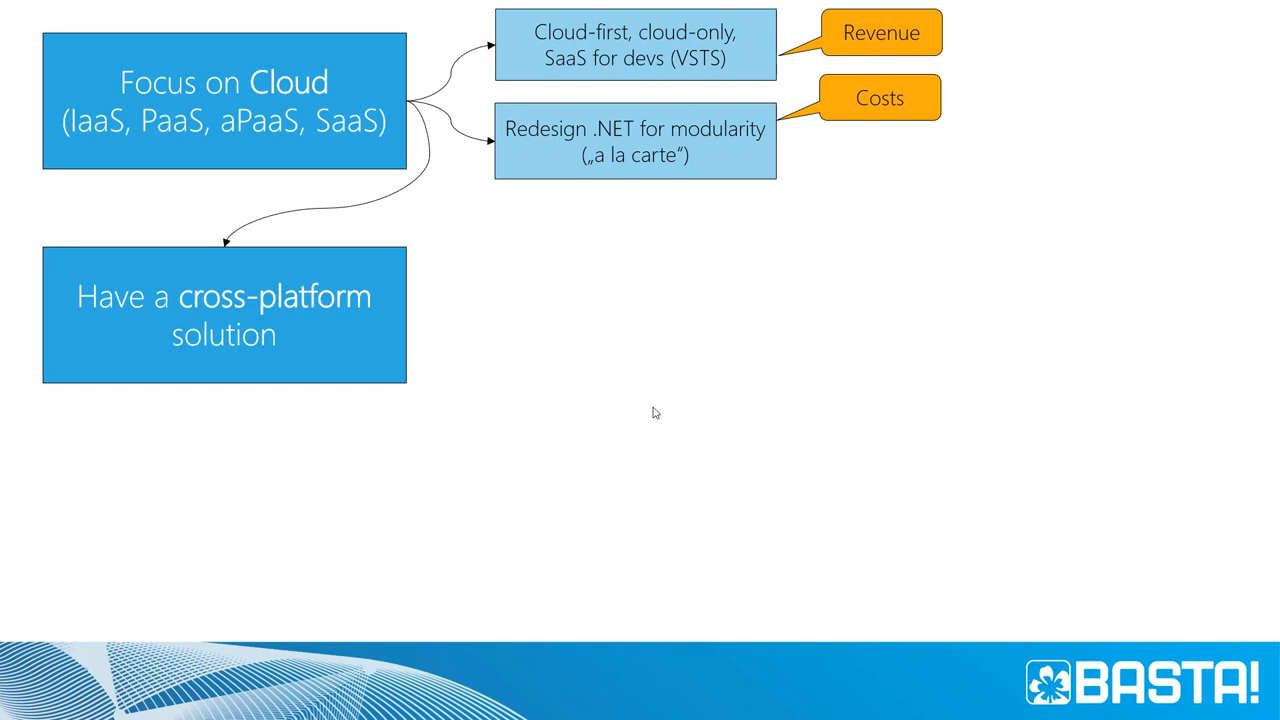 Focus on Cloud
(IaaS, PaaS, aPaaS, SaaS)
Cloud-first, cloud-only,
SaaS for devs (VSTS)
Revenue
Redesign .NET for modularity
(„a la carte“)
Costs
Have a cross-platform
solution
BASTA!